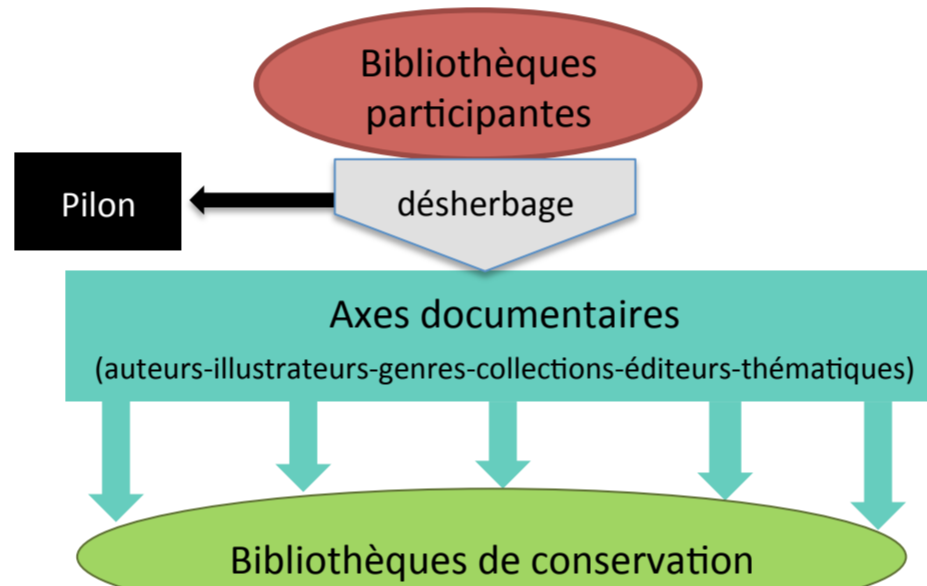 Bibliothèques
participantes
Pilon
désherbage
Axes documentaires
(auteurs-illustrateurs-genres-collections-éditeurs-thématiques)
Bibliothèques de conservation